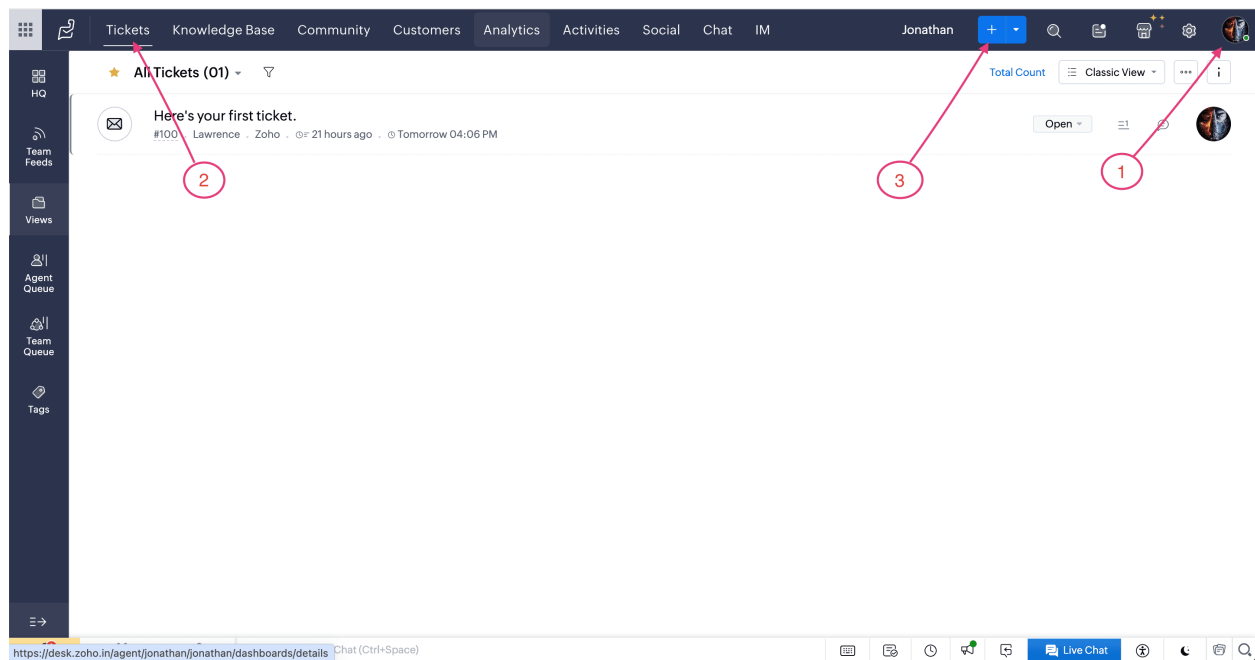 Tickets Knowledge Base Community Customers Analytics Activities Social Chat IM Jonathan
HQ
Team
Feeds
Views
Agent
Queue
Team
Queue
Tags
All Tickets (01)
Total Count Classic View
Here's your first ticket.
#100 . Lawrence . Zoho . 21 hours ago . Tomorrow 04:06 PM
Open
1
2
3
1
https://desk.zoho.in/agent/jonathan/jonathan/dashboards/details
Chat (Ctrl+Space)
Live Chat